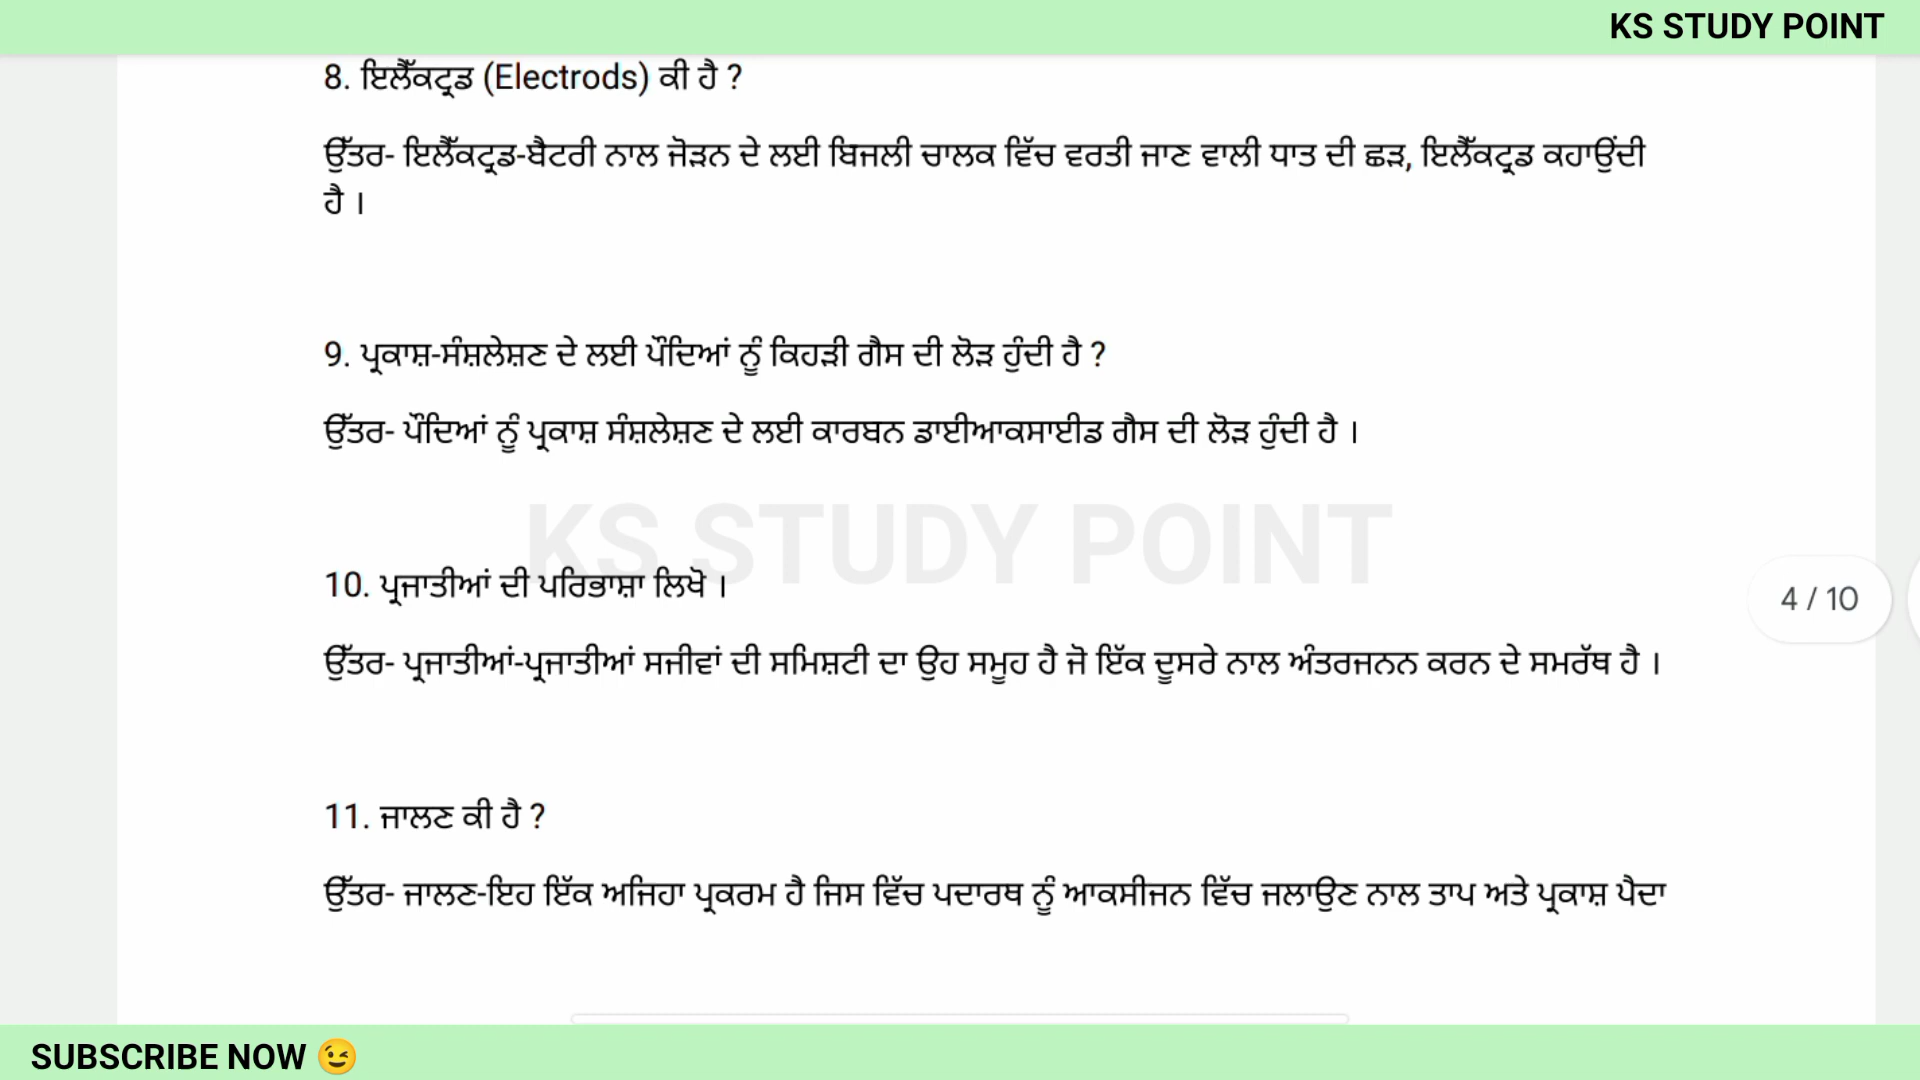 KS STUDY POINT
8. ਇਲੈੱਕਟ੍ਰਡ (Electrods) ਕੀ ਹੈ ?
ਉੱਤਰ- ਇਲੈੱਕਟ੍ਰਡ-ਬੈਟਰੀ ਨਾਲ ਜੋੜਨ ਦੇ ਲਈ ਬਿਜਲੀ ਚਾਲਕ ਵਿੱਚ ਵਰਤੀ ਜਾਣ ਵਾਲੀ ਧਾਤ ਦੀ ਛੜ, ਇਲੈੱਕਟ੍ਰਡ ਕਹਾਉਂਦੀ
ਹੈ ।
9. ਪ੍ਰਕਾਸ਼-ਸੰਸ਼ਲੇਸ਼ਣ ਦੇ ਲਈ ਪੌਦਿਆਂ ਨੂੰ ਕਿਹੜੀ ਗੈਸ ਦੀ ਲੋੜ ਹੁੰਦੀ ਹੈ ?
ਉੱਤਰ- ਪੌਦਿਆਂ ਨੂੰ ਪ੍ਰਕਾਸ਼ ਸੰਸ਼ਲੇਸ਼ਣ ਦੇ ਲਈ ਕਾਰਬਨ ਡਾਈਆਕਸਾਈਡ ਗੈਸ ਦੀ ਲੋੜ ਹੁੰਦੀ ਹੈ ।
KS STUDY POINT
10. ਪ੍ਰਜਾਤੀਆਂ ਦੀ ਪਰਿਭਾਸ਼ਾ ਲਿਖੋ ।
4 / 10
ਉੱਤਰ- ਪ੍ਰਜਾਤੀਆਂ-ਪ੍ਰਜਾਤੀਆਂ ਸਜੀਵਾਂ ਦੀ ਸਮਿਸ਼ਟੀ ਦਾ ਉਹ ਸਮੂਹ ਹੈ ਜੋ ਇੱਕ ਦੂਸਰੇ ਨਾਲ ਅੰਤਰਜਨਨ ਕਰਨ ਦੇ ਸਮਰੱਥ ਹੈ ।
11. ਜਾਲਣ ਕੀ ਹੈ ?
ਉੱਤਰ- ਜਾਲਣ-ਇਹ ਇੱਕ ਅਜਿਹਾ ਪ੍ਰਕਰਮ ਹੈ ਜਿਸ ਵਿੱਚ ਪਦਾਰਥ ਨੂੰ ਆਕਸੀਜਨ ਵਿੱਚ ਜਲਾਉਣ ਨਾਲ ਤਾਪ ਅਤੇ ਪ੍ਰਕਾਸ਼ ਪੈਦਾ
SUBSCRIBE NOW 😉